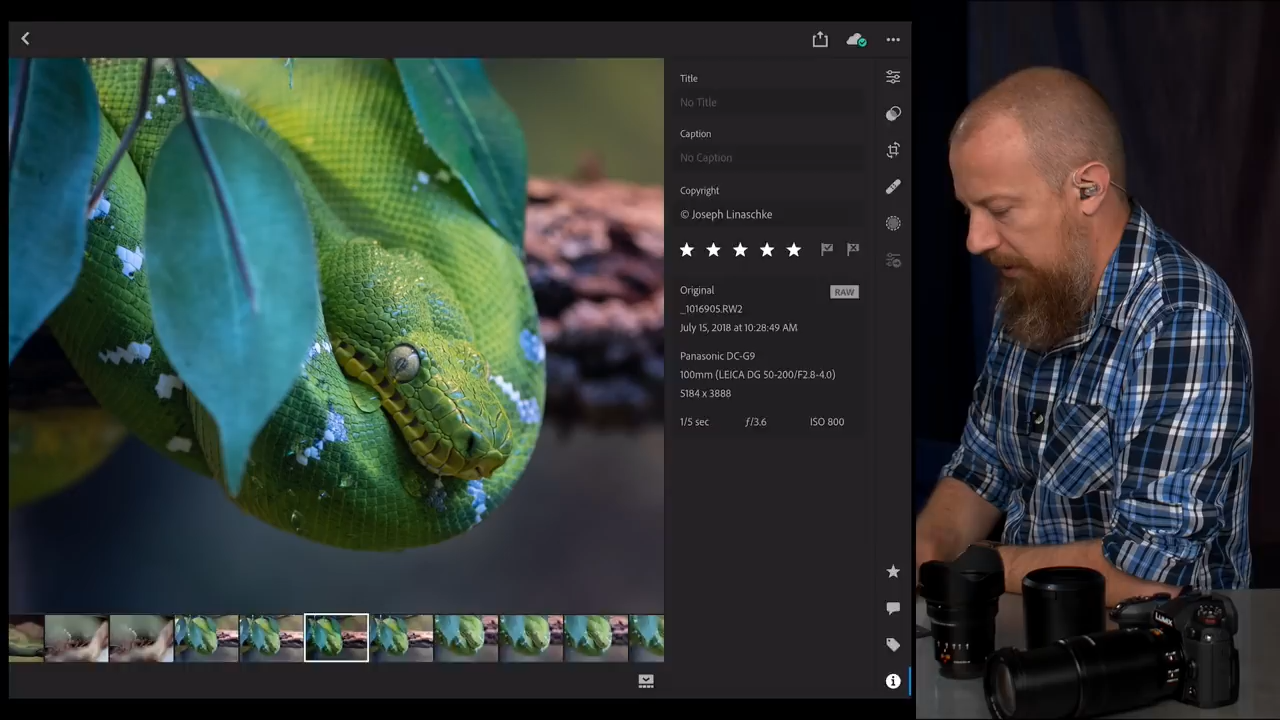 Title
No Title
Caption
No Caption
Copyright
© Joseph Linaschke
Original RAW
_1016905.RW2
July 15, 2018 at 10:28:49 AM
Panasonic DC-G9
100mm (LEICA DG 50-200/F2.8-4.0)
5184 x 3888
1/5 sec ƒ/3.6 ISO 800
LUMIX